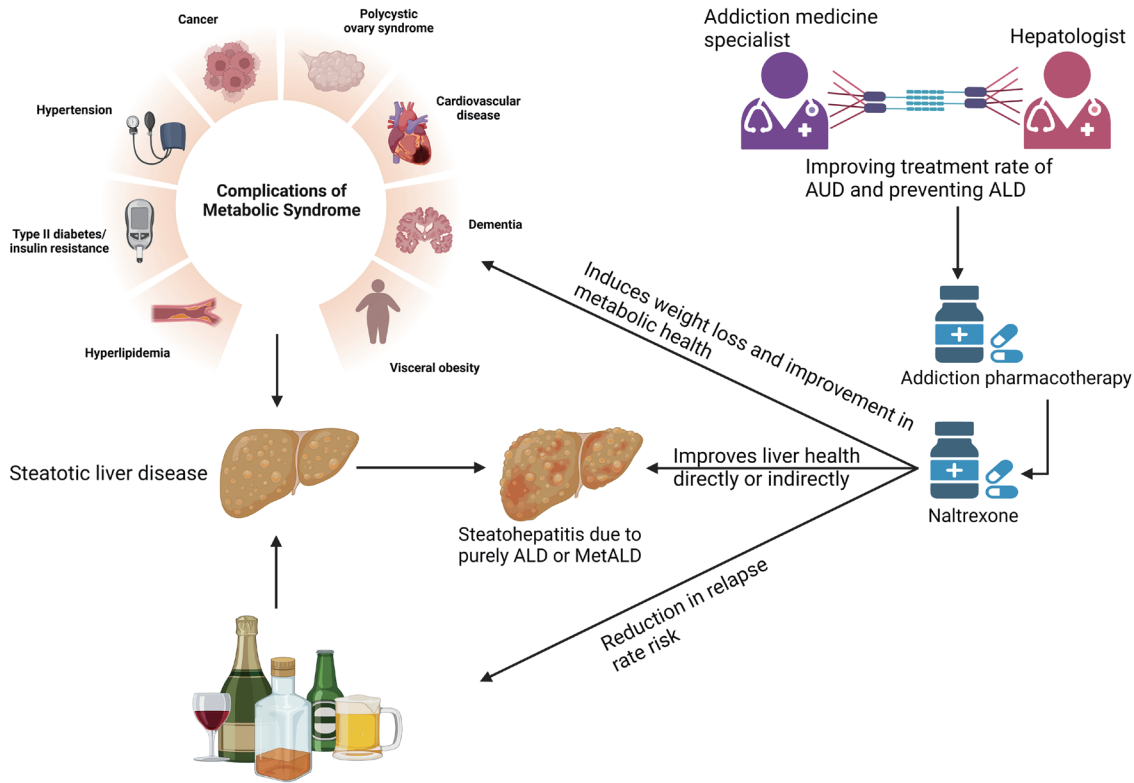 Cancer
Polycystic
ovary syndrome
Hypertension
Cardiovascular
disease
Complications of
Metabolic Syndrome
Type II diabetes/
insulin resistance
Dementia
Hyperlipidemia
Visceral obesity
Addiction medicine
specialist
Hepatologist
Improving treatment rate of
AUD and preventing ALD
Addiction pharmacotherapy
Naltrexone
Induces weight loss and improvement in
metabolic health
Improves liver health
directly or indirectly
Reduction in relapse
rate risk
Steatotic liver disease
Steatohepatitis due to
purely ALD or MetALD